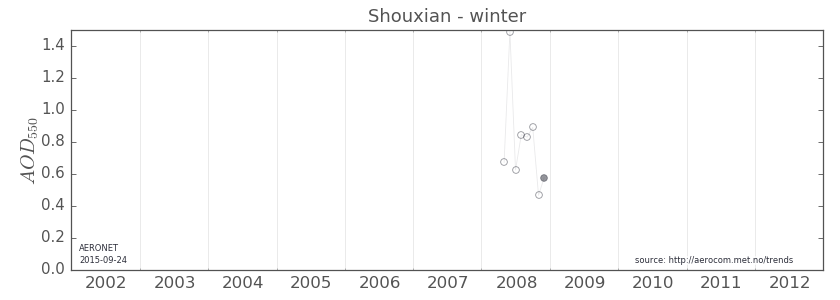 Shouxian - winter
1.4
1.2
1.0
0.8
0.6
0.4
0.2
0.0
AOD550
AERONET
2015-09-24
source: http://aerocom.met.no/trends
2002 2003 2004 2005 2006 2007 2008 2009 2010 2011 2012